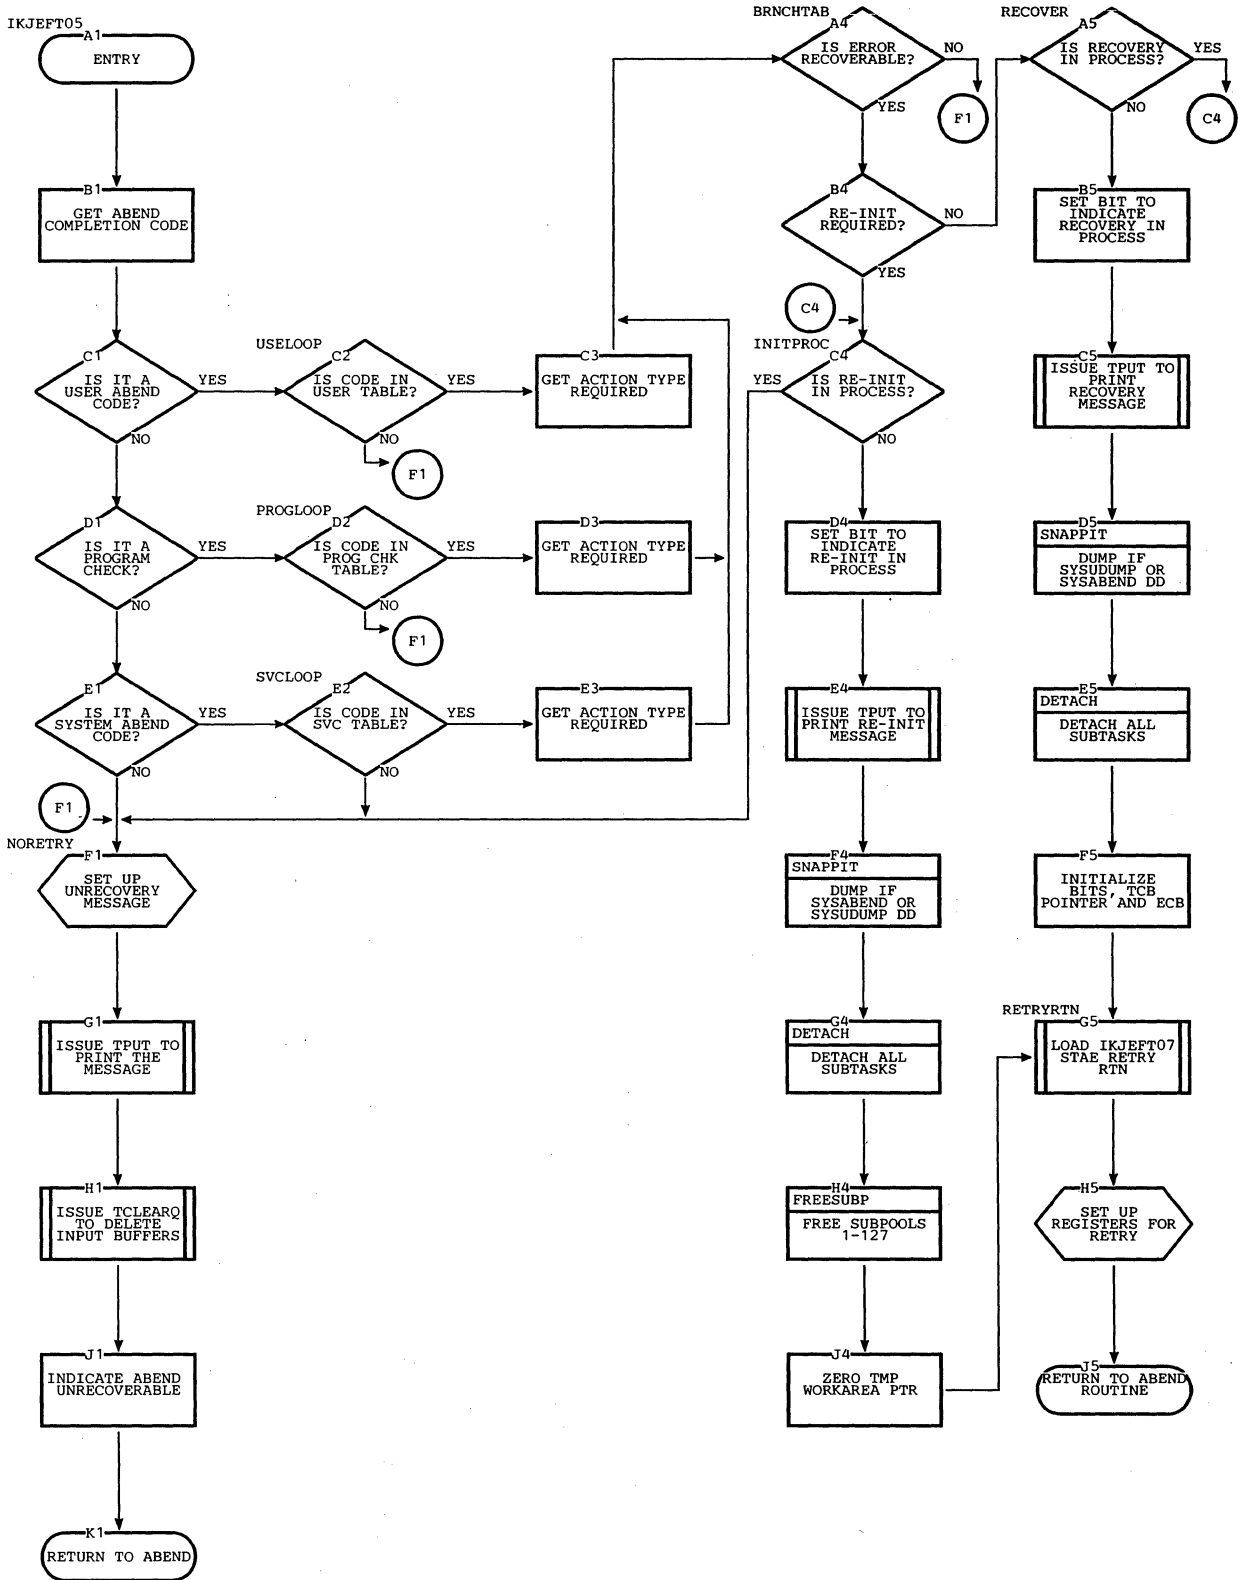 IKJEFT05
A1
ENTRY
B1
GET ABEND
COMPLETION CODE
C1
IS IT A
USER ABEND
CODE?
YES
NO
D1
IS IT A
PROGRAM
CHECK?
YES
NO
E1
IS IT A
SYSTEM ABEND
CODE?
YES
NO
F1
NORETRY
F1
SET UP
UNRECOVERY
MESSAGE
G1
ISSUE TPUT TO
PRINT THE
MESSAGE
H1
ISSUE TCLEARQ
TO DELETE
INPUT BUFFERS
J1
INDICATE ABEND
UNRECOVERABLE
K1
RETURN TO ABEND
USELOOP
C2
IS CODE IN
USER TABLE?
YES
NO
F1
PROGLOOP
D2
IS CODE IN
PROG CHK
TABLE?
YES
NO
F1
SVCLOOP
E2
IS CODE IN
SVC TABLE?
YES
NO
C3
GET ACTION TYPE
REQUIRED
D3
GET ACTION TYPE
REQUIRED
E3
GET ACTION TYPE
REQUIRED
BRNCHTAB
A4
IS ERROR
RECOVERABLE?
NO
F1
YES
B4
RE-INIT
REQUIRED?
NO
YES
C4
INITPROC
C4
IS RE-INIT
IN PROCESS?
YES
NO
D4
SET BIT TO
INDICATE
RE-INIT IN
PROCESS
E4
ISSUE TPUT TO
PRINT RE-INIT
MESSAGE
F4
SNAPPIT
DUMP IF
SYSABEND OR
SYSUDUMP DD
G4
DETACH
DETACH ALL
SUBTASKS
H4
FREESUBP
FREE SUBPOOLS
1-127
J4
ZERO TMP
WORKAREA PTR
RECOVER
A5
IS RECOVERY
IN PROCESS?
YES
C4
NO
B5
SET BIT TO
INDICATE
RECOVERY IN
PROCESS
C5
ISSUE TPUT TO
PRINT
RECOVERY
MESSAGE
D5
SNAPPIT
DUMP IF
SYSUDUMP OR
SYSABEND DD
E5
DETACH
DETACH ALL
SUBTASKS
F5
INITIALIZE
BITS, TCB
POINTER AND ECB
RETRYRTN
G5
LOAD IKJEFT07
STAE RETRY
RTN
H5
SET UP
REGISTERS FOR
RETRY
J5
RETURN TO ABEND
ROUTINE